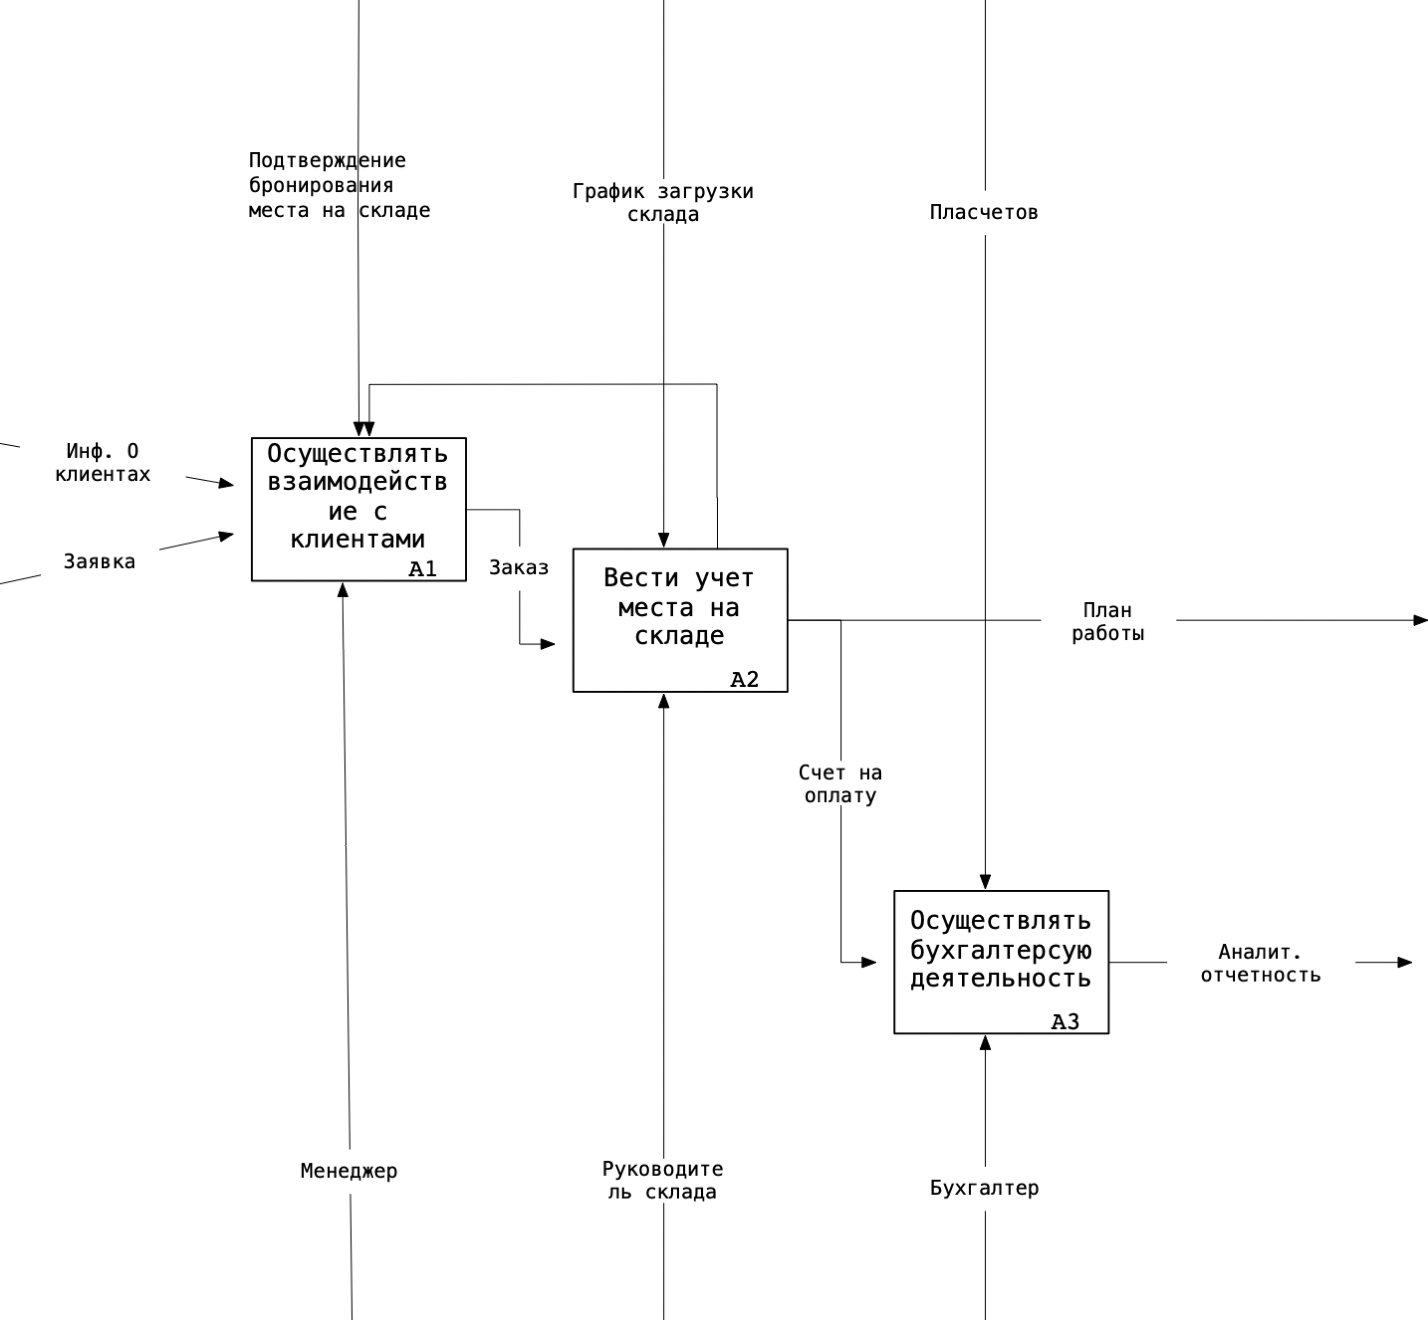 Подтверждение
бронирования
места на складе
График загрузки
склада
Пласчетов
Инф. О
клиентах
Заявка
Осуществлять
взаимодейств
ие с
клиентами
A1
Заказ
Вести учет
места на
складе
A2
План
работы
Счет на
оплату
Осуществлять
бухгалтерсую
деятельность
A3
Аналит.
отчетность
Менеджер
Руководите
ль склада
Бухгалтер